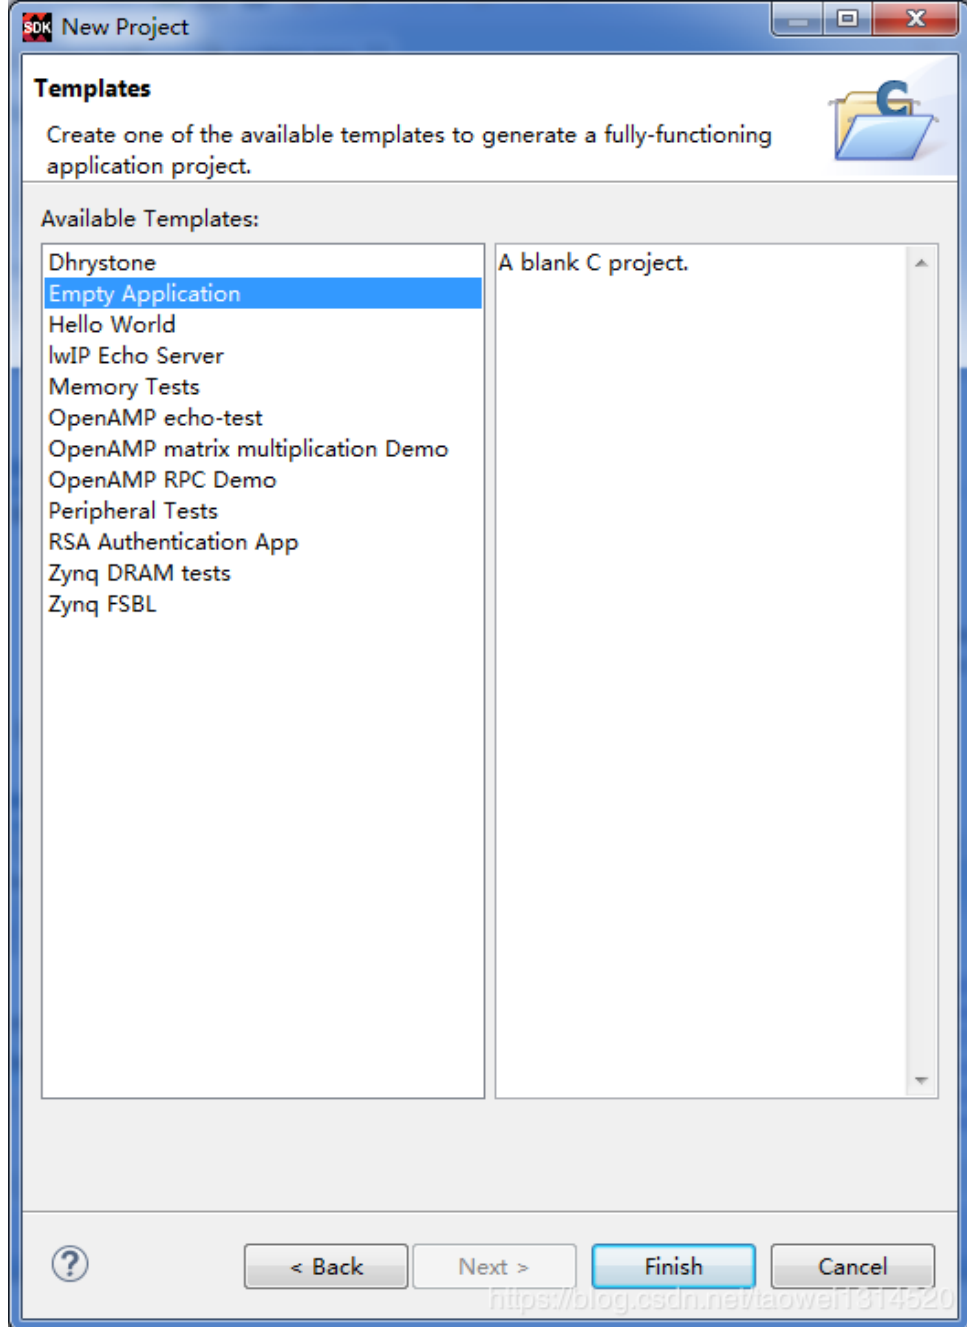 SDK New Project
Templates
Create one of the available templates to generate a fully-functioning
application project.
Available Templates:
Dhrystone
Empty Application
Hello World
lwIP Echo Server
Memory Tests
OpenAMP echo-test
OpenAMP matrix multiplication Demo
OpenAMP RPC Demo
Peripheral Tests
RSA Authentication App
Zynq DRAM tests
Zynq FSBL
A blank C project.
< Back
Next >
Finish
Cancel
https://blog.csdn.net/taowei1314520